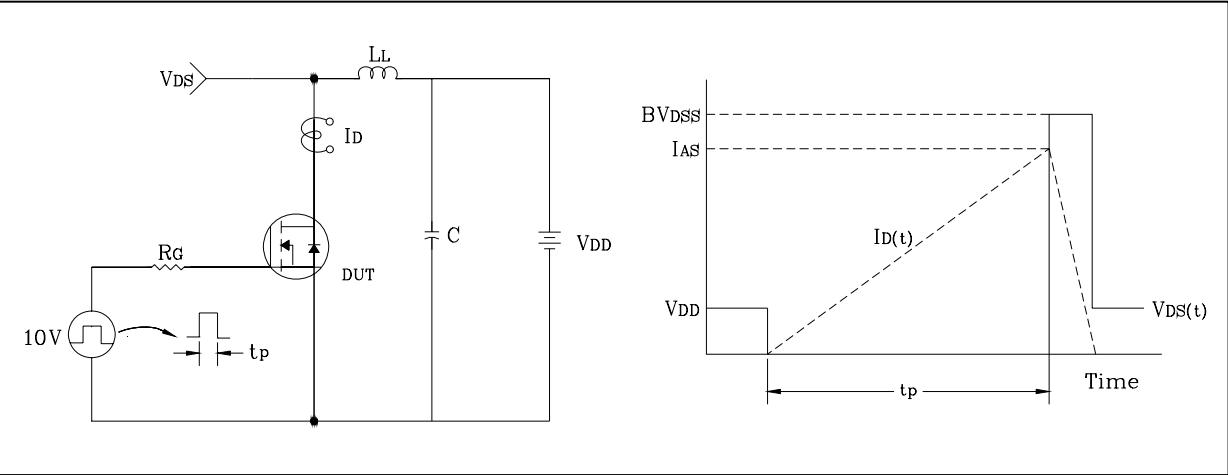 LL
VDS
ID
RG
DUT
C
VDD
10V
tp
BVDSS
IAS
ID(t)
VDD
VDS(t)
Time
tp